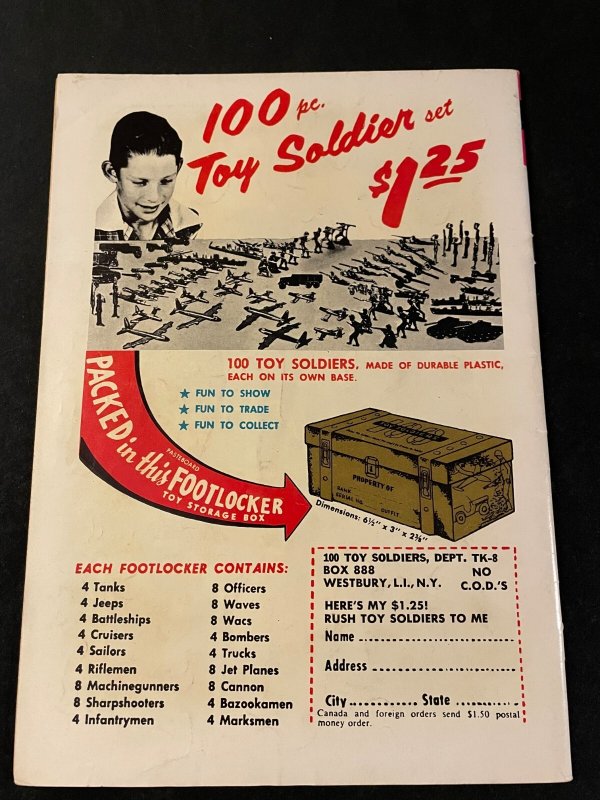 100 pc.
Toy Soldier set
$1.25
100 TOY SOLDIERS, MADE OF DURABLE PLASTIC,
EACH ON ITS OWN BASE.
★ FUN TO SHOW
★ FUN TO TRADE
★ FUN TO COLLECT
PACKED in this
PASTEBOARD
FOOTLOCKER
TOY STORAGE BOX
PROPERTY OF
NAME
SERIAL NO.
OUTFIT
Dimensions: 6½" x 3" x 2⅜"
EACH FOOTLOCKER CONTAINS:
4 Tanks
4 Jeeps
4 Battleships
4 Cruisers
4 Sailors
4 Riflemen
8 Machinegunners
8 Sharpshooters
4 Infantrymen
8 Officers
8 Waves
8 Wacs
4 Bombers
4 Trucks
8 Jet Planes
8 Cannon
4 Bazookamen
4 Marksmen
100 TOY SOLDIERS, DEPT. TK-8
BOX 888 NO
WESTBURY, L.I., N.Y. C.O.D.'S
HERE'S MY $1.25!
RUSH TOY SOLDIERS TO ME
Name
Address
City ............ State ............
Canada and foreign orders send $1.50 postal
money order.